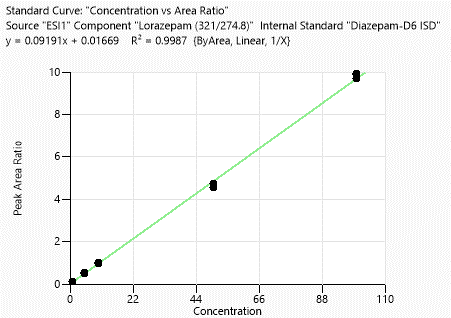 Standard Curve: "Concentration vs Area Ratio"
Source "ESI1" Component "Lorazepam (321/274.8)" Internal Standard "Diazepam-D6 ISD"
y = 0.09191x + 0.01669 R² = 0.9987 {ByArea, Linear, 1/X}
10
8
6
4
2
0
Peak Area Ratio
0 22 44 66 88 110
Concentration